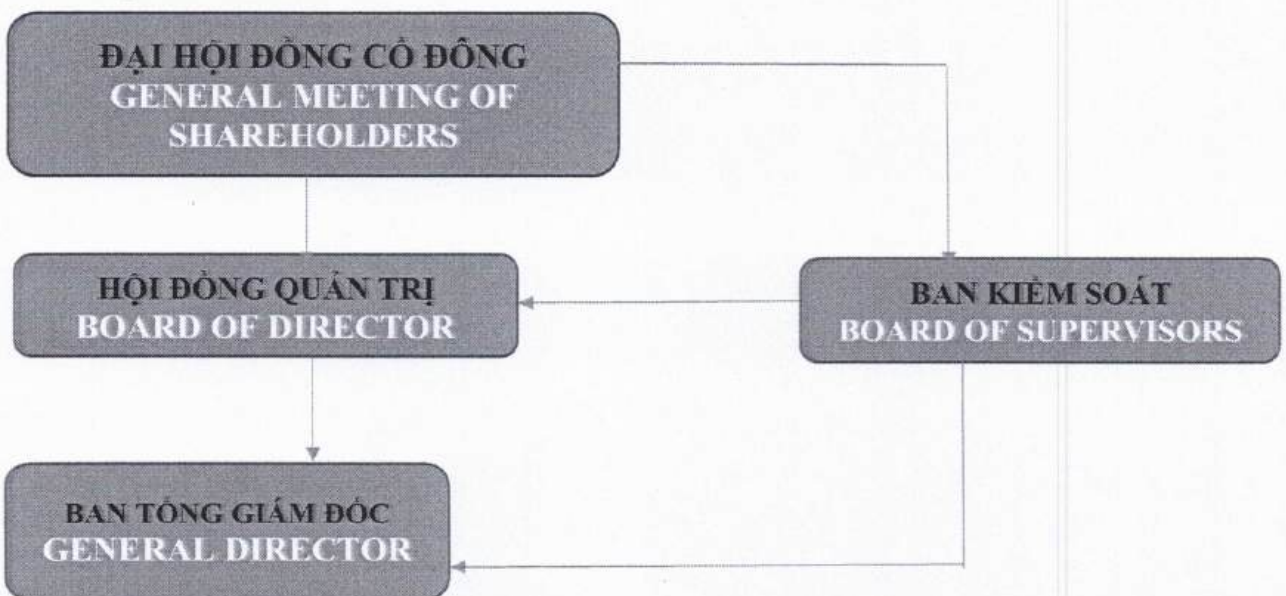 ĐẠI HỘI ĐỒNG CỔ ĐÔNG
GENERAL MEETING OF
SHAREHOLDERS
HỘI ĐỒNG QUẢN TRỊ
BOARD OF DIRECTOR
BAN KIỂM SOÁT
BOARD OF SUPERVISORS
BAN TỔNG GIÁM ĐỐC
GENERAL DIRECTOR